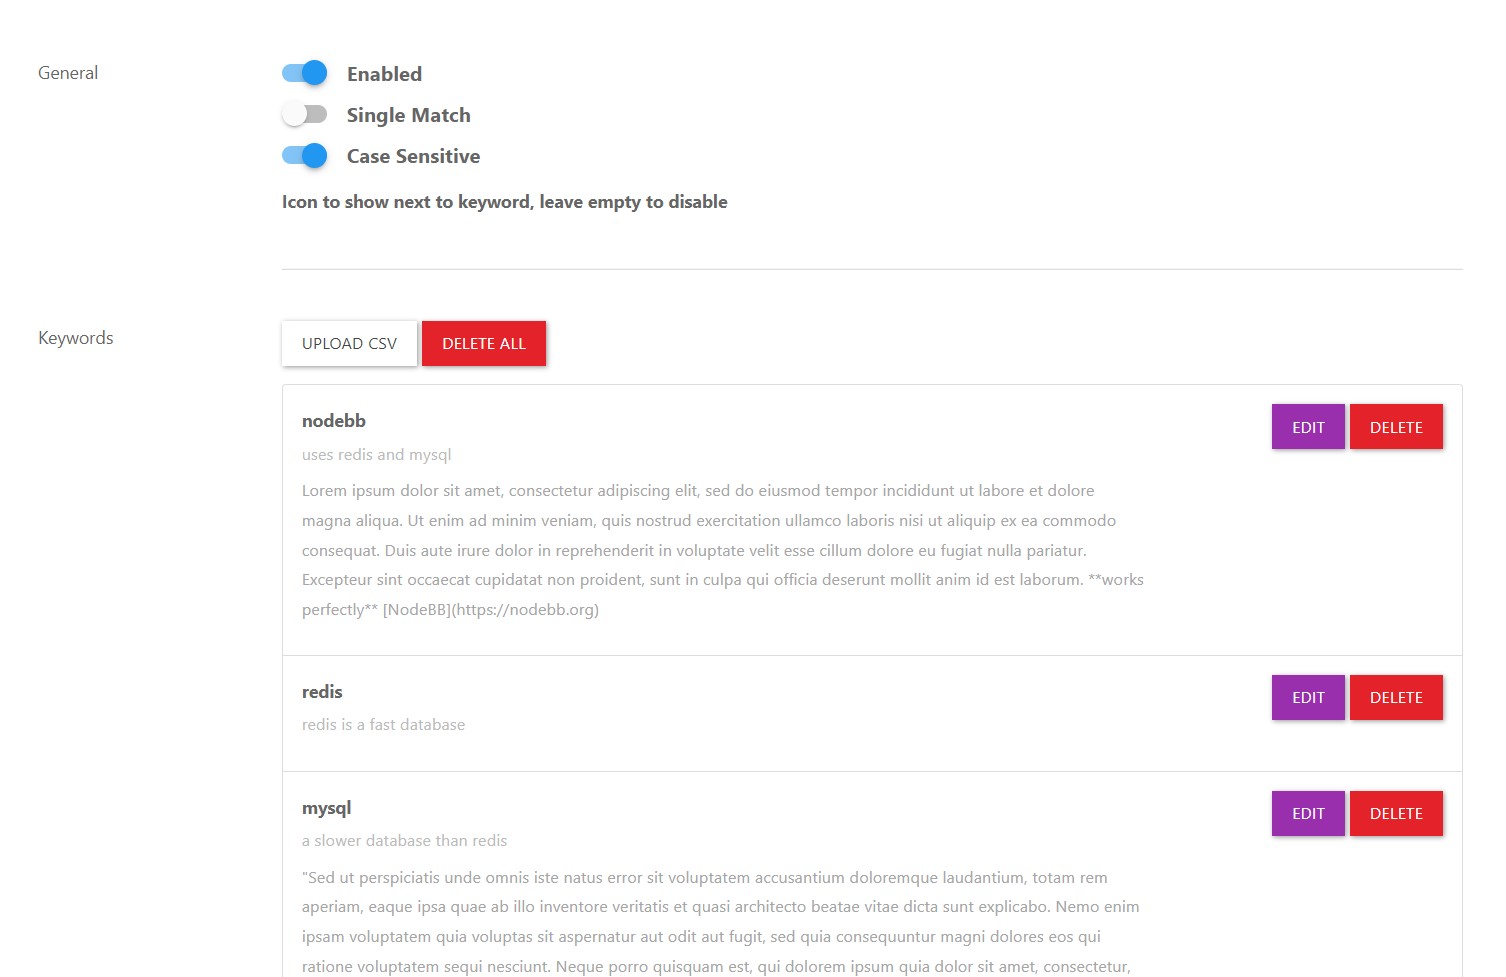 General
Enabled
Single Match
Case Sensitive
Icon to show next to keyword, leave empty to disable
Keywords
UPLOAD CSV DELETE ALL
nodebb EDIT DELETE
uses redis and mysql
Lorem ipsum dolor sit amet, consectetur adipiscing elit, sed do eiusmod tempor incididunt ut labore et dolore
magna aliqua. Ut enim ad minim veniam, quis nostrud exercitation ullamco laboris nisi ut aliquip ex ea commodo
consequat. Duis aute irure dolor in reprehenderit in voluptate velit esse cillum dolore eu fugiat nulla pariatur.
Excepteur sint occaecat cupidatat non proident, sunt in culpa qui officia deserunt mollit anim id est laborum. **works
perfectly** [NodeBB](https://nodebb.org)
redis EDIT DELETE
redis is a fast database
mysql EDIT DELETE
a slower database than redis
"Sed ut perspiciatis unde omnis iste natus error sit voluptatem accusantium doloremque laudantium, totam rem
aperiam, eaque ipsa quae ab illo inventore veritatis et quasi architecto beatae vitae dicta sunt explicabo. Nemo enim
ipsam voluptatem quia voluptas sit aspernatur aut odit aut fugit, sed quia consequuntur magni dolores eos qui
ratione voluptatem sequi nesciunt. Neque porro quisquam est, qui dolorem ipsum quia dolor sit amet, consectetur,